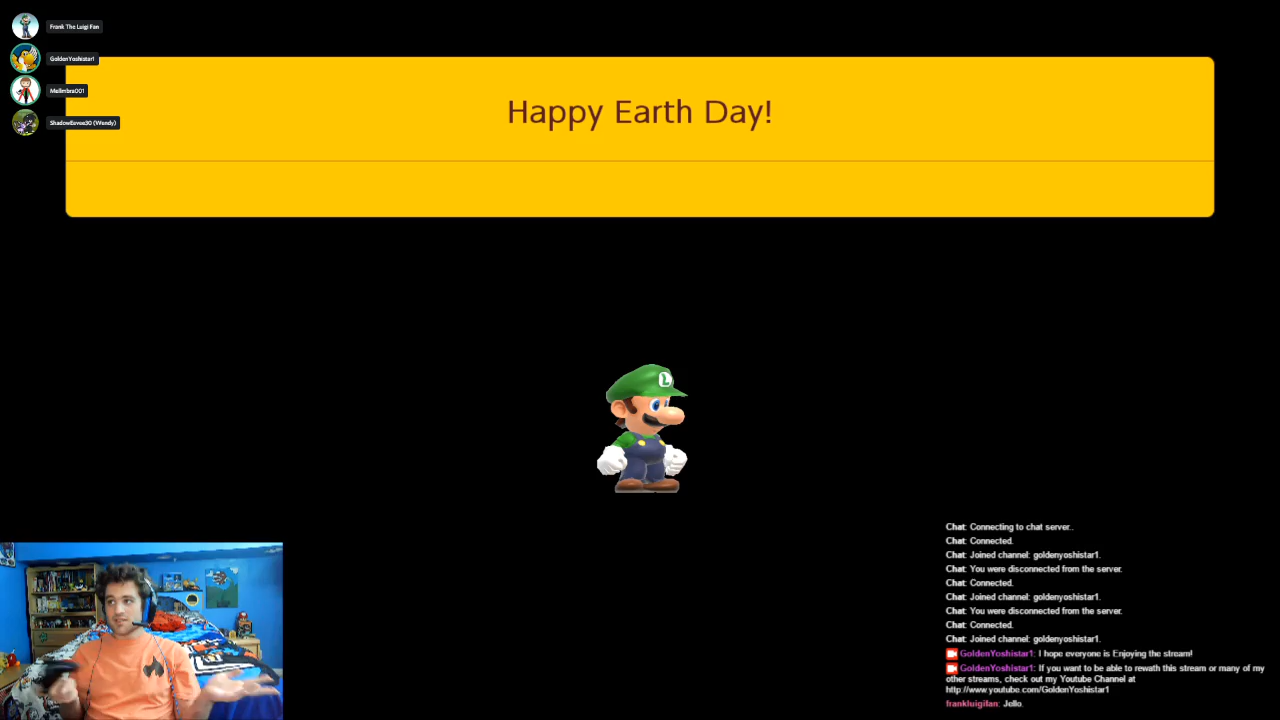 Frank The Luigi Fan
GoldenYoshistar1
Melimbra001
ShadowEevee30 (Wendy)
Happy Earth Day!
L
Chat: Connecting to chat server..
Chat: Connected.
Chat: Joined channel: goldenyoshistar1.
Chat: You were disconnected from the server.
Chat: Connected.
Chat: Joined channel: goldenyoshistar1.
Chat: You were disconnected from the server.
Chat: Connected.
Chat: Joined channel: goldenyoshistar1.
GoldenYoshistar1: I hope everyone is Enjoying the stream!
GoldenYoshistar1: If you want to be able to rewath this stream or many of my
other streams, check out my Youtube Channel at
http://www.youtube.com/GoldenYoshistar1
frankluigifan: Jello.